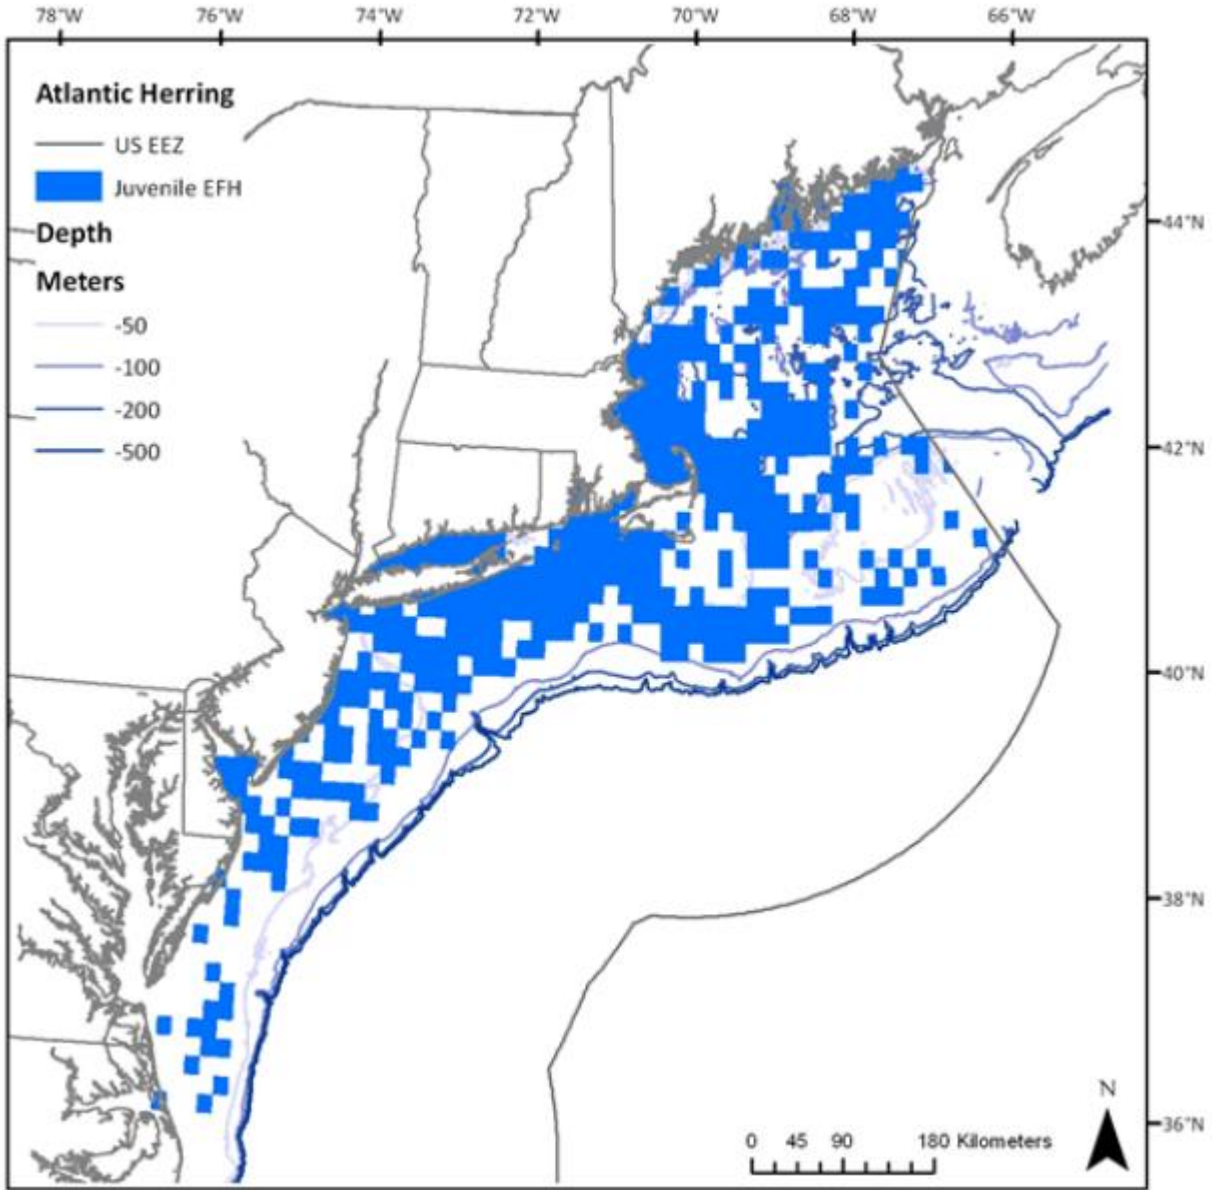 78°W 76°W 74°W 72°W 70°W 68°W 66°W
Atlantic Herring
US EEZ
Juvenile EFH
Depth
Meters
-50
-100
-200
-500
44°N
42°N
40°N
38°N
36°N
N
0 45 90 180 Kilometers